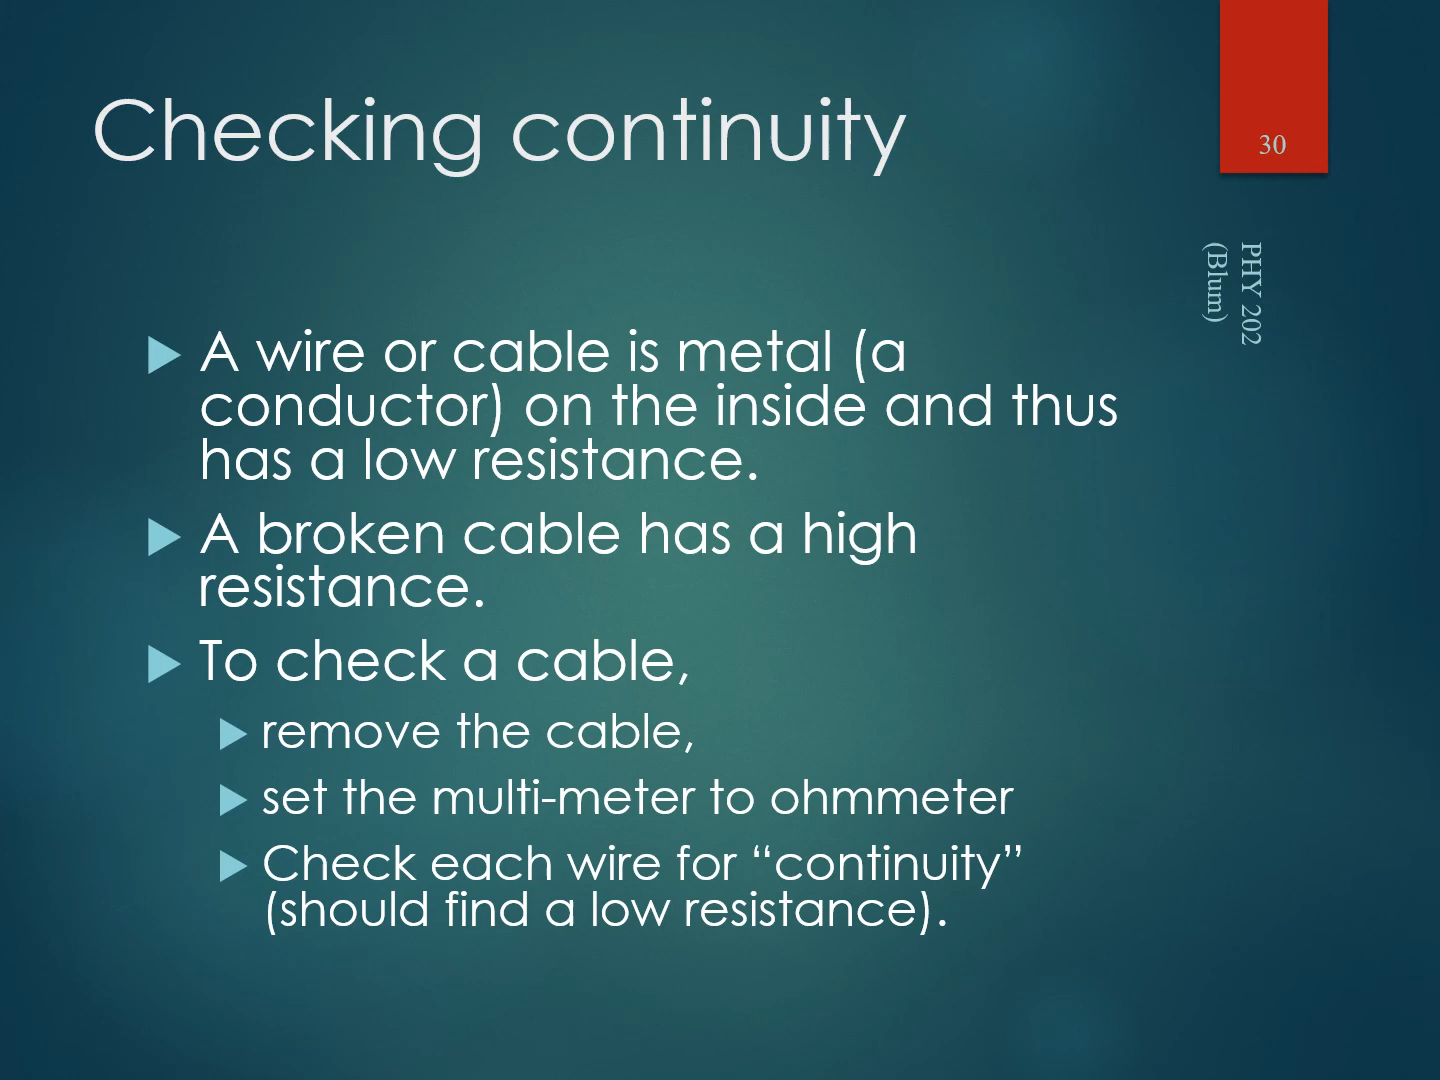 Checking continuity
30
PHY 202
(Blum)
A wire or cable is metal (a
conductor) on the inside and thus
has a low resistance.
A broken cable has a high
resistance.
To check a cable,
remove the cable,
set the multi-meter to ohmmeter
Check each wire for “continuity”
(should find a low resistance).